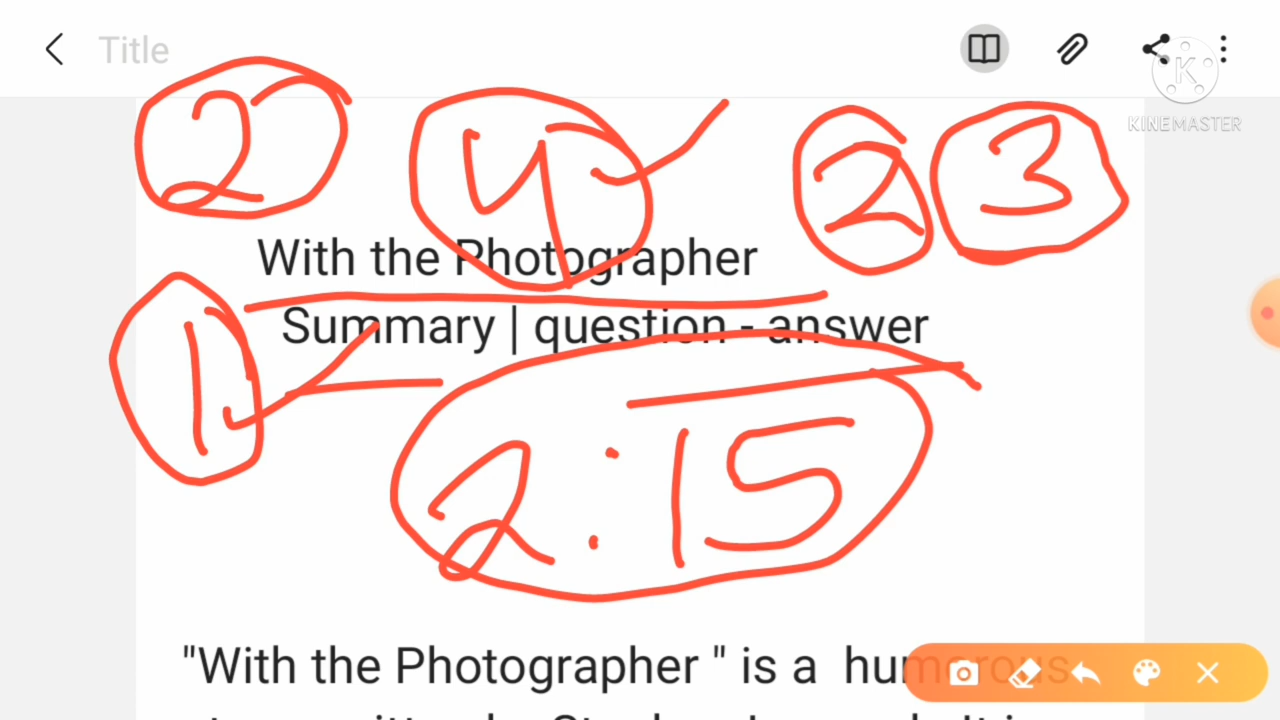 Title
KINEMASTER
2 4 2 3
With the Photographer
1
Summary | question - answer
2:15
"With the Photographer " is a humorous